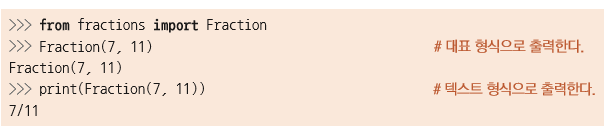 >>> from fractions import Fraction
>>> Fraction(7, 11) # 대표 형식으로 출력한다.
Fraction(7, 11)
>>> print(Fraction(7, 11)) # 텍스트 형식으로 출력한다.
7/11